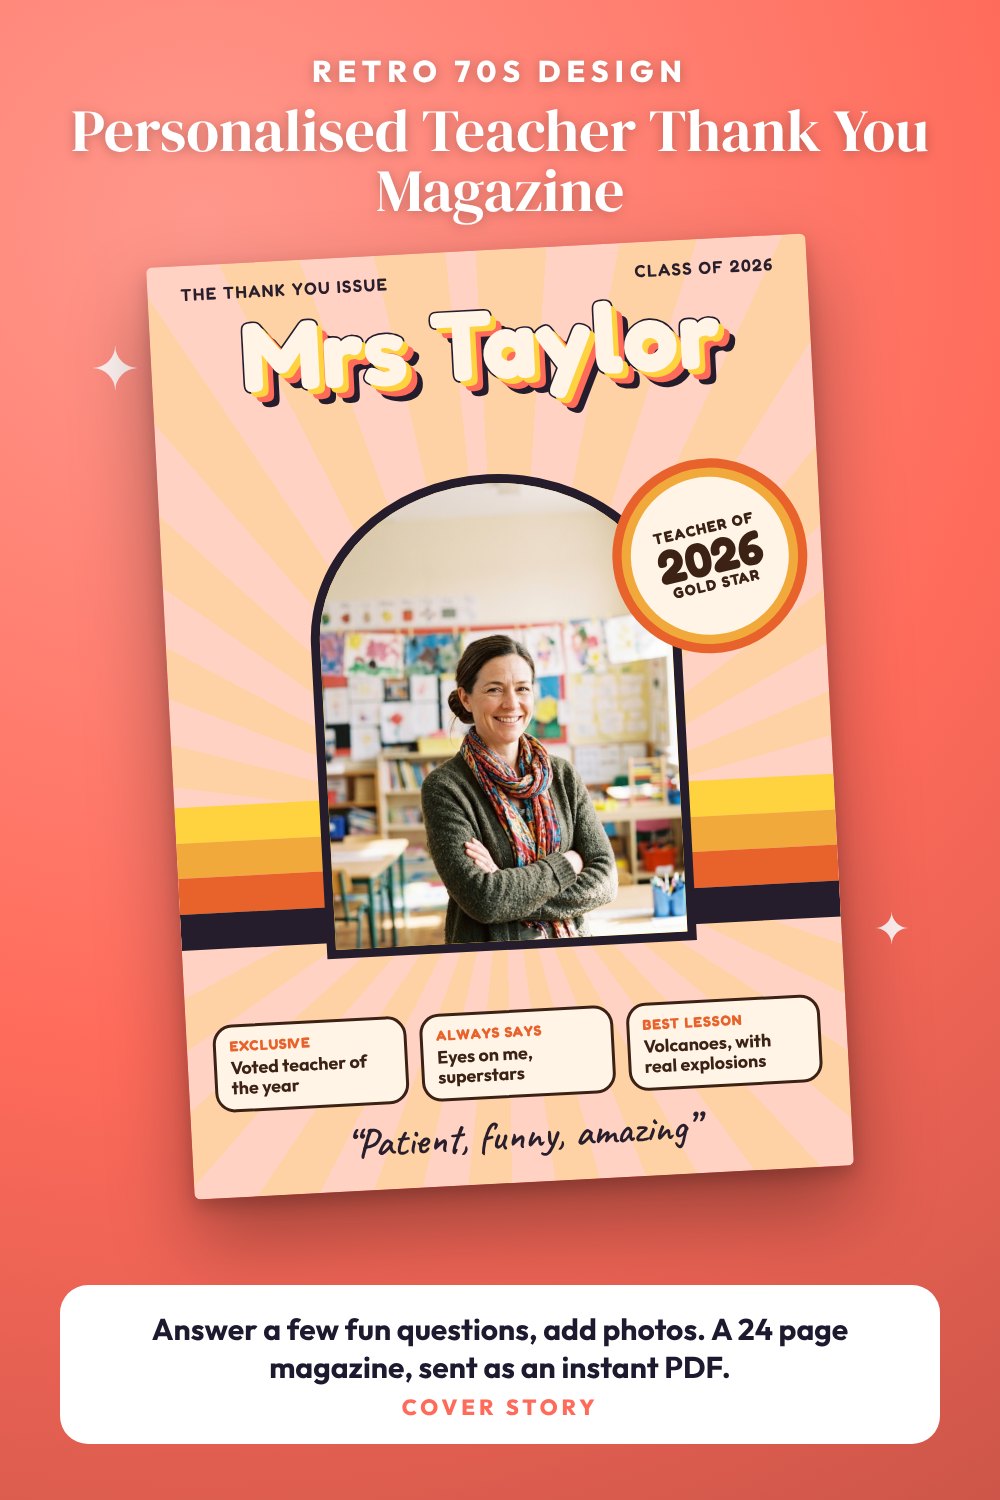 RETRO 70S DESIGN
Personalised Teacher Thank You
Magazine
THE THANK YOU ISSUE
CLASS OF 2026
Mrs Taylor
TEACHER OF
2026
GOLD STAR
EXCLUSIVE
Voted teacher of
the year
ALWAYS SAYS
Eyes on me,
superstars
BEST LESSON
Volcanoes, with
real explosions
“Patient, funny, amazing”
Answer a few fun questions, add photos. A 24 page
magazine, sent as an instant PDF.
COVER STORY